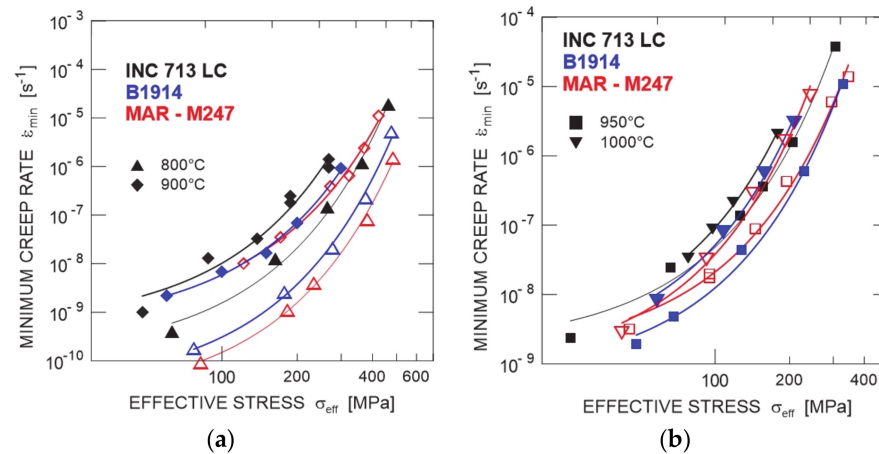 10⁻³
10⁻⁴
10⁻⁵
10⁻⁶
10⁻⁷
10⁻⁸
10⁻⁹
10⁻¹⁰
MINIMUM CREEP RATE ε̇min [s⁻¹]
INC 713 LC
B1914
MAR - M247
800°C
900°C
100
200
400
600
EFFECTIVE STRESS σeff [MPa]
(a)
10⁻⁴
10⁻⁵
10⁻⁶
10⁻⁷
10⁻⁸
10⁻⁹
MINIMUM CREEP RATE ε̇min [s⁻¹]
INC 713 LC
B1914
MAR - M247
950°C
1000°C
100
200
400
EFFECTIVE STRESS σeff [MPa]
(b)